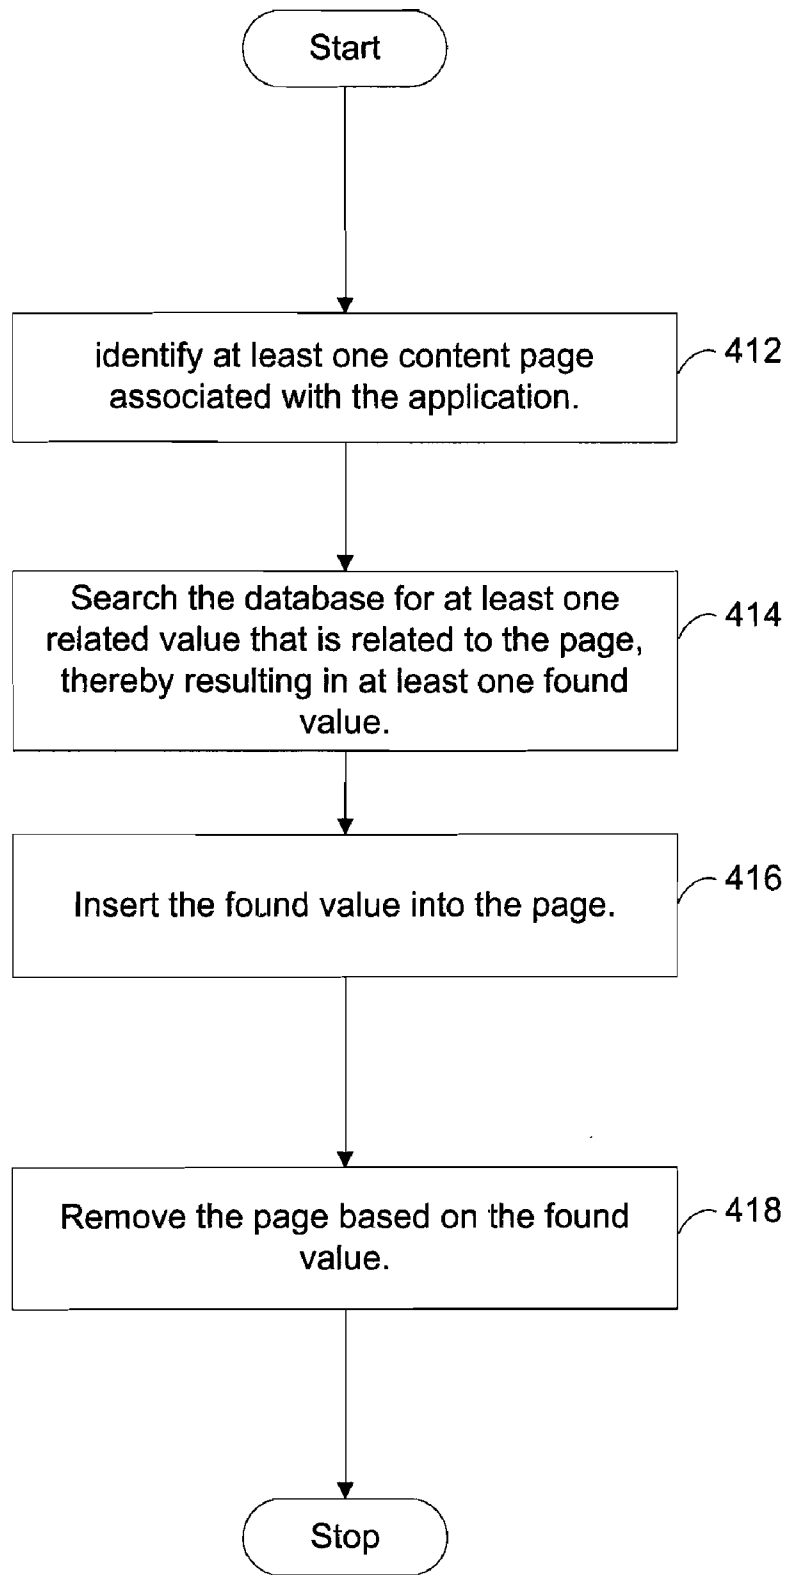 Start
identify at least one content page
associated with the application.
412
Search the database for at least one
related value that is related to the page,
thereby resulting in at least one found
value.
414
Insert the found value into the page.
416
Remove the page based on the found
value.
418
Stop